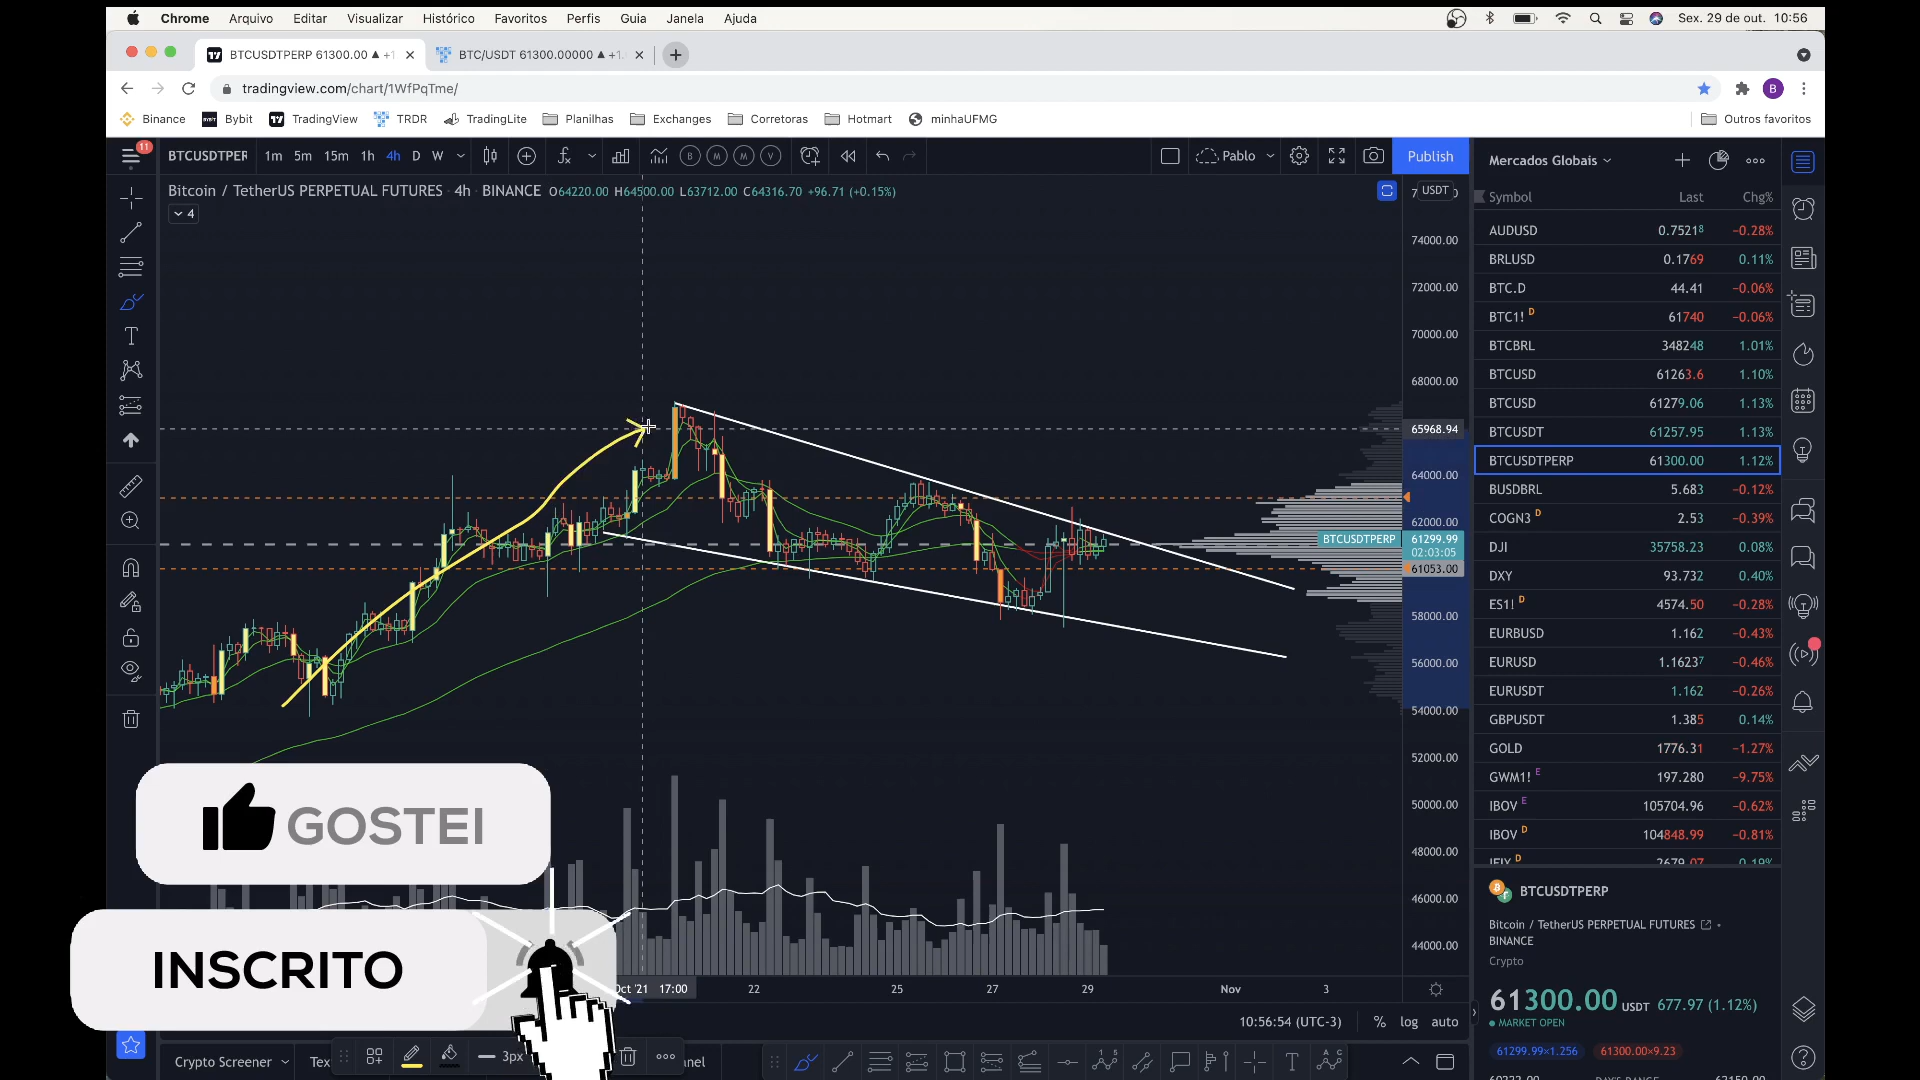 Chrome Arquivo Editar Visualizar Histórico Favoritos Perfis Guia Janela Ajuda Sex. 29 de out. 10:56
BTCUSDTPERP 61300.00 ▲ +1 BTC/USDT 61300.00000 ▲ +1.
tradingview.com/chart/1WfPqTme/
Binance Bybit TradingView TRDR TradingLite Planilhas Exchanges Corretoras Hotmart minhaUFMG Outros favoritos
11 BTCUSDTPER 1m 5m 15m 1h 4h D W B M M V Pablo Publish
Bitcoin / TetherUS PERPETUAL FUTURES · 4h · BINANCE O64220.00 H64500.00 L63712.00 C64316.70 +96.71 (+0.15%)
4
USDT
74000.00
72000.00
70000.00
68000.00
65968.94
64000.00
62000.00
BTCUSDTPERP 61299.99
02:03:05
61053.00
58000.00
56000.00
54000.00
52000.00
50000.00
48000.00
46000.00
44000.00
GOSTEI
INSCRITO
Oct '21 17:00 22 25 27 29 Nov 3
10:56:54 (UTC-3) % log auto
Crypto Screener Tex 3px nel
Mercados Globais
Symbol Last Chg%
AUDUSD 0.75218 −0.28%
BRLUSD 0.1769 0.11%
BTC.D 44.41 −0.06%
BTC1! D 61740 −0.06%
BTCBRL 348248 1.01%
BTCUSD 61263.6 1.10%
BTCUSD 61279.06 1.13%
BTCUSDT 61257.95 1.13%
BTCUSDTPERP 61300.00 1.12%
BUSDBRL 5.683 −0.12%
COGN3 D 2.53 −0.39%
DJI 35758.23 0.08%
DXY 93.732 0.40%
ES1! D 4574.50 −0.28%
EURBUSD 1.162 −0.43%
EURUSD 1.16237 −0.46%
EURUSDT 1.162 −0.26%
GBPUSDT 1.385 0.14%
GOLD 1776.31 −1.27%
GWM1! E 197.280 −9.75%
IBOV E 105704.96 −0.62%
IBOV D 104848.99 −0.81%
IFIX D 2679.07 0.19%
BTCUSDTPERP
Bitcoin / TetherUS PERPETUAL FUTURES ·
BINANCE
Crypto
61300.00 USDT 677.97 (1.12%)
MARKET OPEN
61299.99×1.256 61300.00×9.23